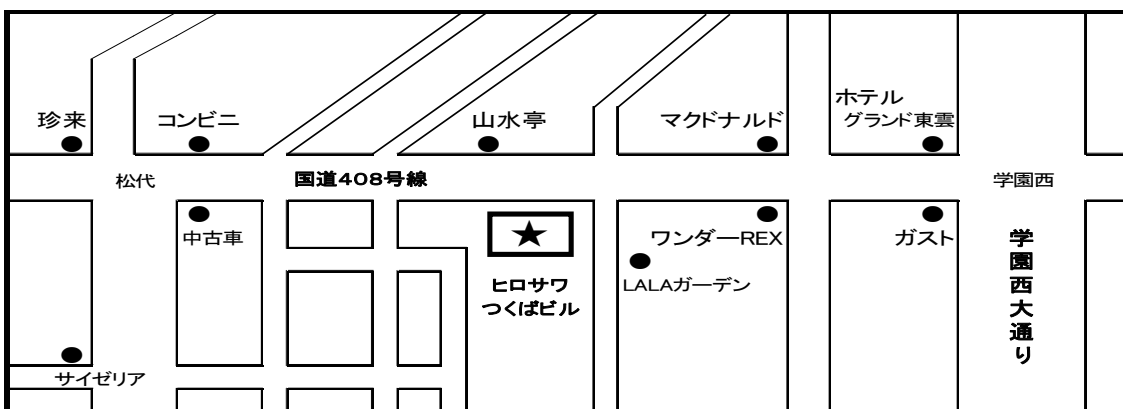 ホテル
グランド東雲
珍来
コンビニ
山水亭
マクドナルド
松代
国道408号線
学園西
中古車
ワンダーREX
ガスト
LALAガーデン
ヒロサワ
つくばビル
学園西大通り
サイゼリア